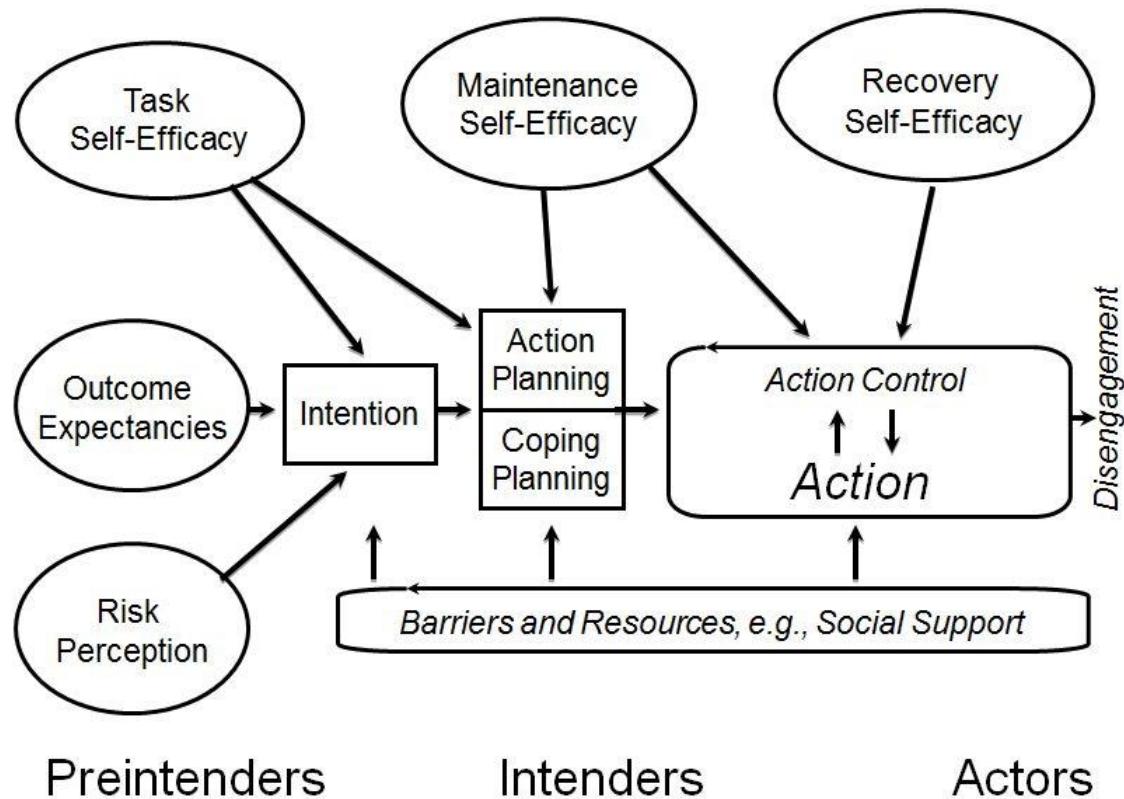 Task
Self-Efficacy
Maintenance
Self-Efficacy
Recovery
Self-Efficacy
Outcome
Expectancies
Intention
Action
Planning
Coping
Planning
Action Control
Action
Disengagement
Risk
Perception
Barriers and Resources, e.g., Social Support
Preintenders
Intenders
Actors